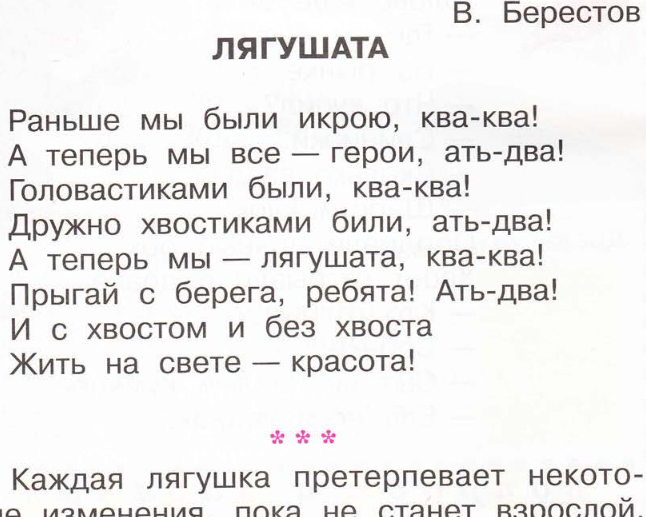 В. Берестов
ЛЯГУШАТА
Раньше мы были икрою, ква-ква!
А теперь мы все — герои, ать-два!
Головастиками были, ква-ква!
Дружно хвостиками били, ать-два!
А теперь мы — лягушата, ква-ква!
Прыгай с берега, ребята! Ать-два!
И с хвостом и без хвоста
Жить на свете — красота!
* * *
Каждая лягушка претерпевает некото-
изменения, пока не станет взрослой.